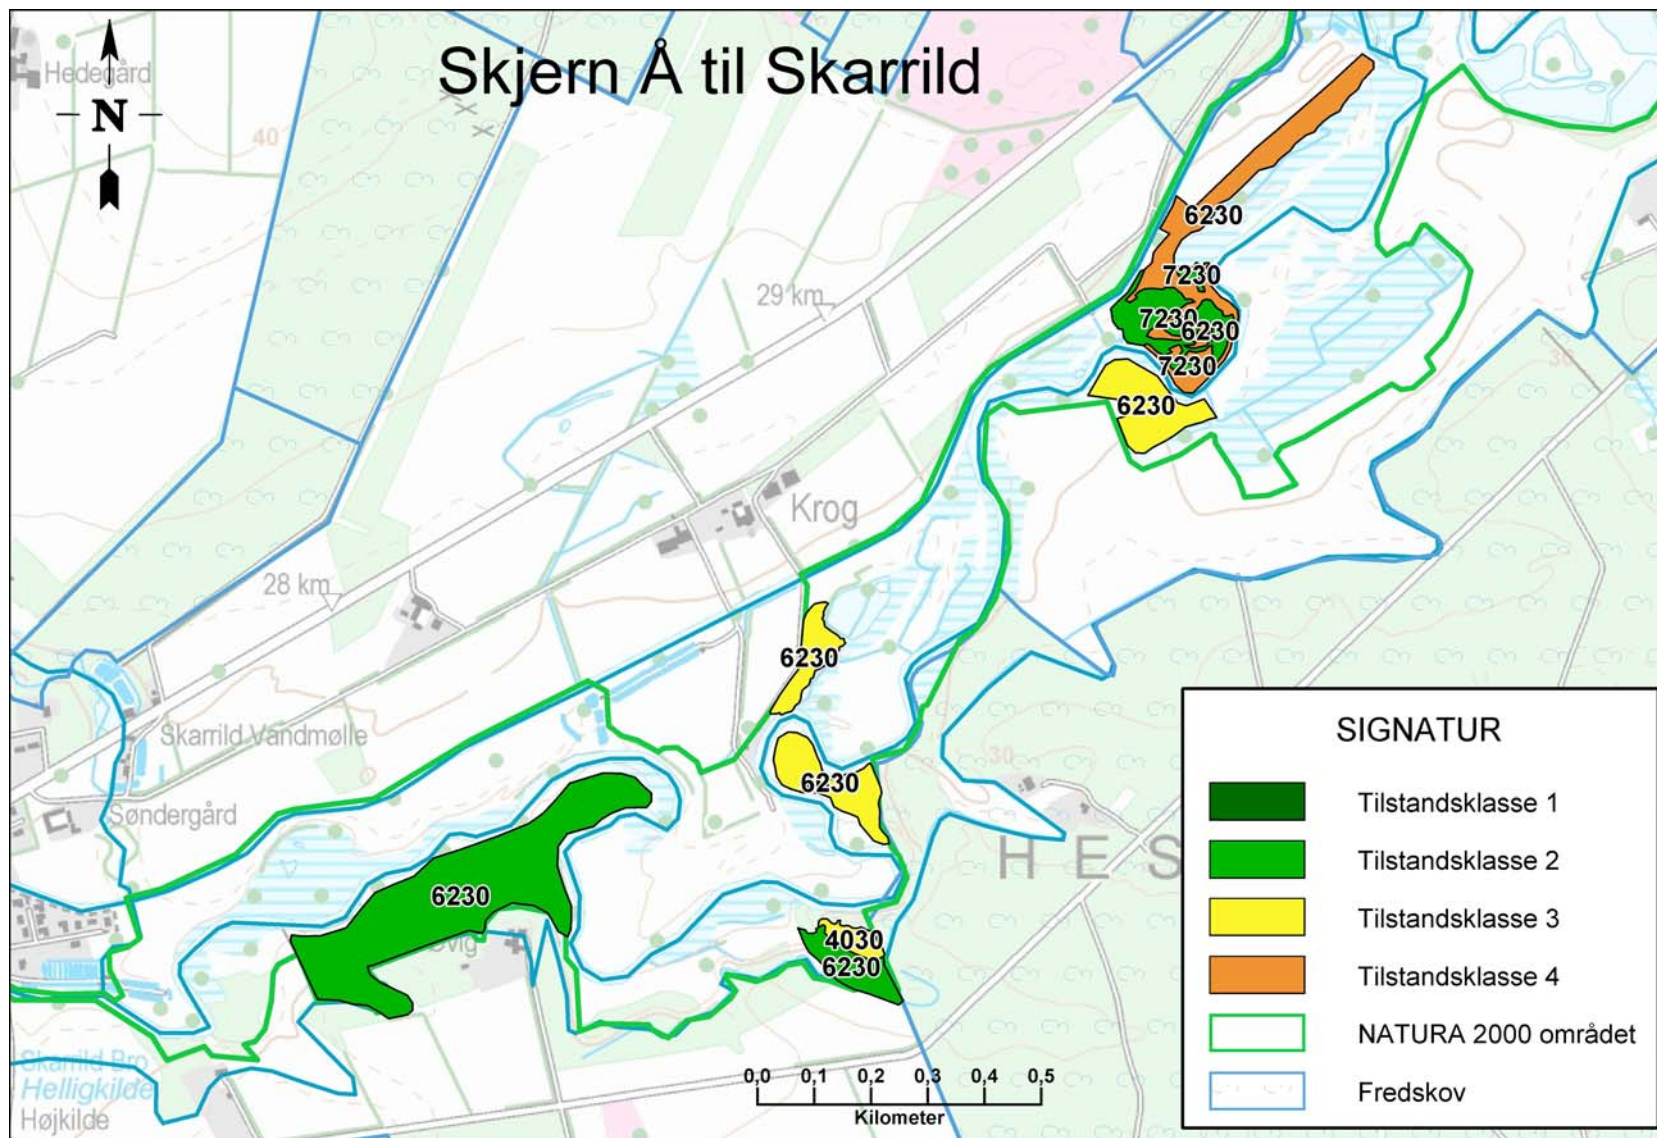 Skjern Å til Skarrild
Hedegård
N
40
29 km
6230
7230
7230
6230
7230
6230
Krog
28 km
6230
Skarrild Vandmølle
30
6230
Søndergård
HES
6230
4030
6230
Skarrild Bro
Helligkilde
Højkilde
0,0 0,1 0,2 0,3 0,4 0,5
Kilometer
SIGNATUR
Tilstandsklasse 1
Tilstandsklasse 2
Tilstandsklasse 3
Tilstandsklasse 4
NATURA 2000 området
Fredskov